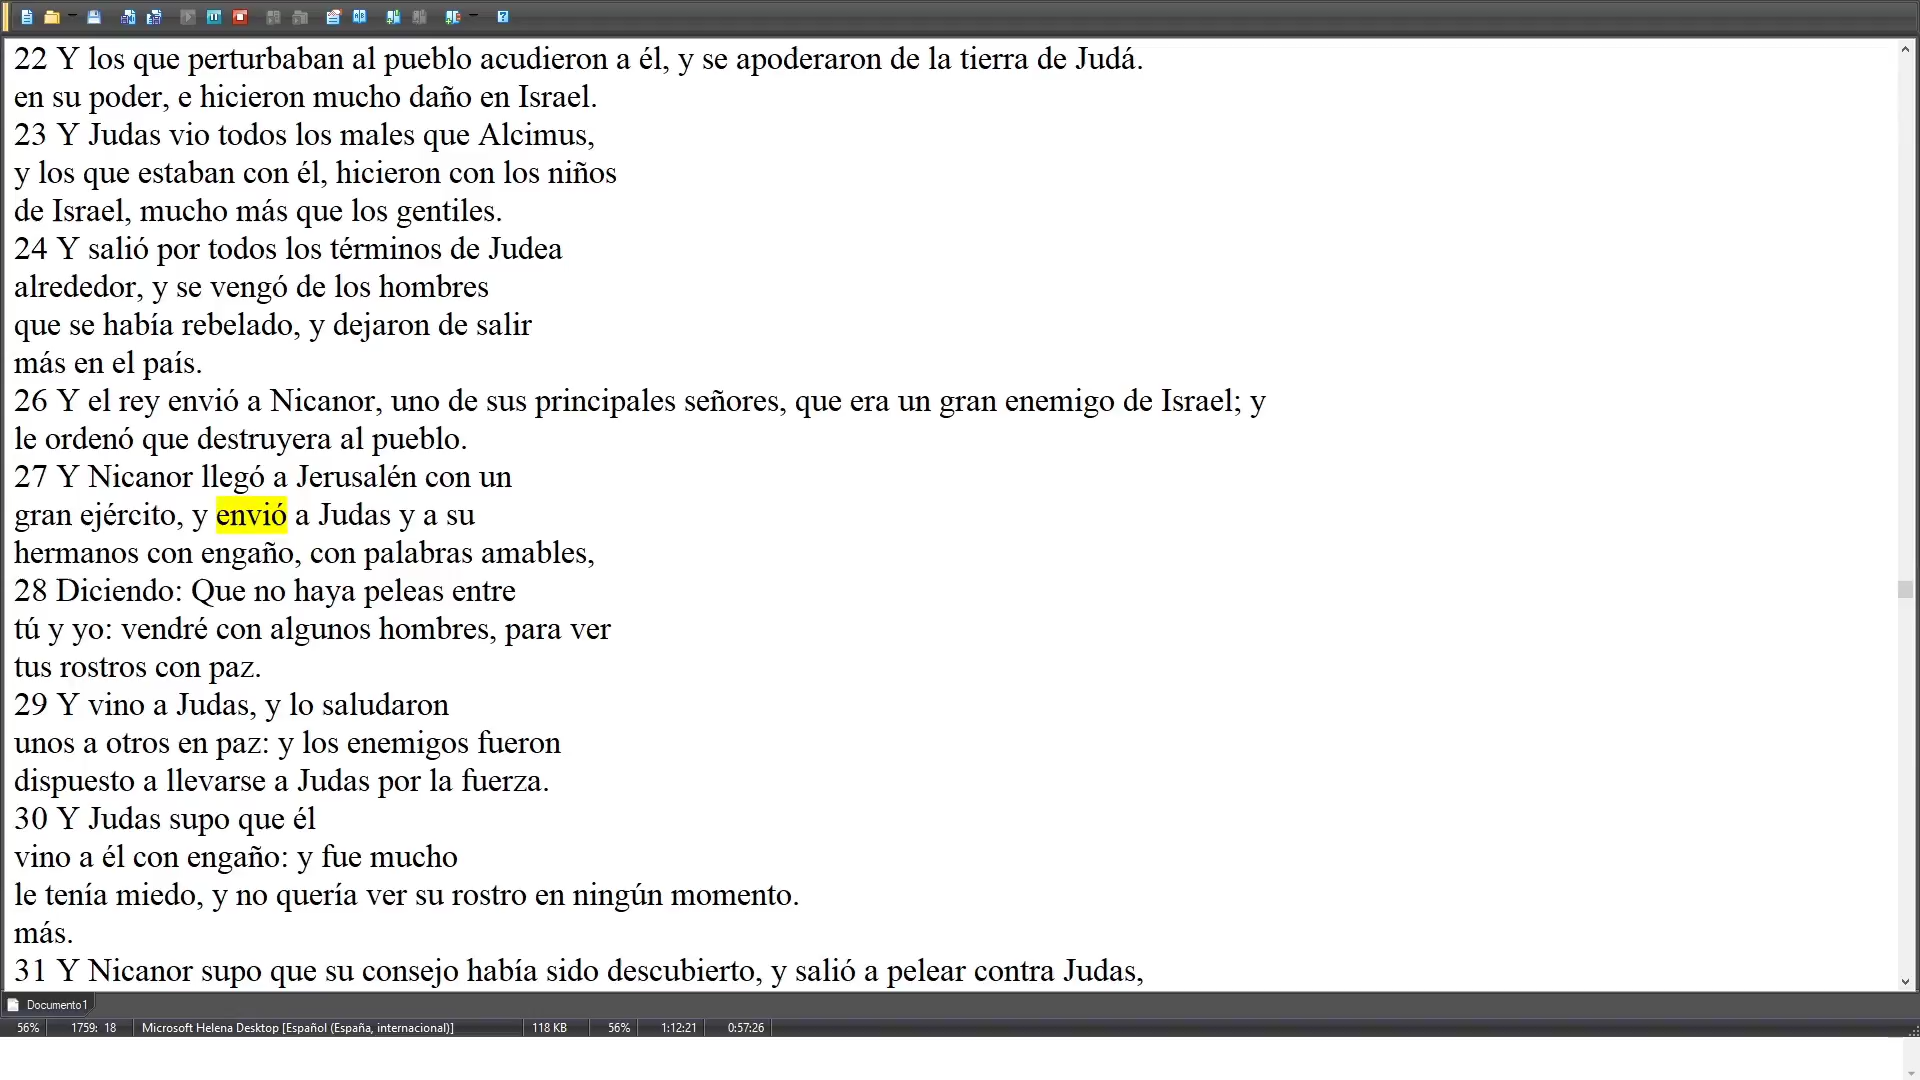 22 Y los que perturbaban al pueblo acudieron a él, y se apoderaron de la tierra de Judá.
en su poder, e hicieron mucho daño en Israel.
23 Y Judas vio todos los males que Alcimus,
y los que estaban con él, hicieron con los niños
de Israel, mucho más que los gentiles.
24 Y salió por todos los términos de Judea
alrededor, y se vengó de los hombres
que se había rebelado, y dejaron de salir
más en el país.
26 Y el rey envió a Nicanor, uno de sus principales señores, que era un gran enemigo de Israel; y
le ordenó que destruyera al pueblo.
27 Y Nicanor llegó a Jerusalén con un
gran ejército, y envió a Judas y a su
hermanos con engaño, con palabras amables,
28 Diciendo: Que no haya peleas entre
tú y yo: vendré con algunos hombres, para ver
tus rostros con paz.
29 Y vino a Judas, y lo saludaron
unos a otros en paz: y los enemigos fueron
dispuesto a llevarse a Judas por la fuerza.
30 Y Judas supo que él
vino a él con engaño: y fue mucho
le tenía miedo, y no quería ver su rostro en ningún momento.
más.
31 Y Nicanor supo que su consejo había sido descubierto, y salió a pelear contra Judas,
Documento1
56% 1759: 18 Microsoft Helena Desktop [Español (España, internacional)] 118 KB 56% 1:12:21 0:57:26